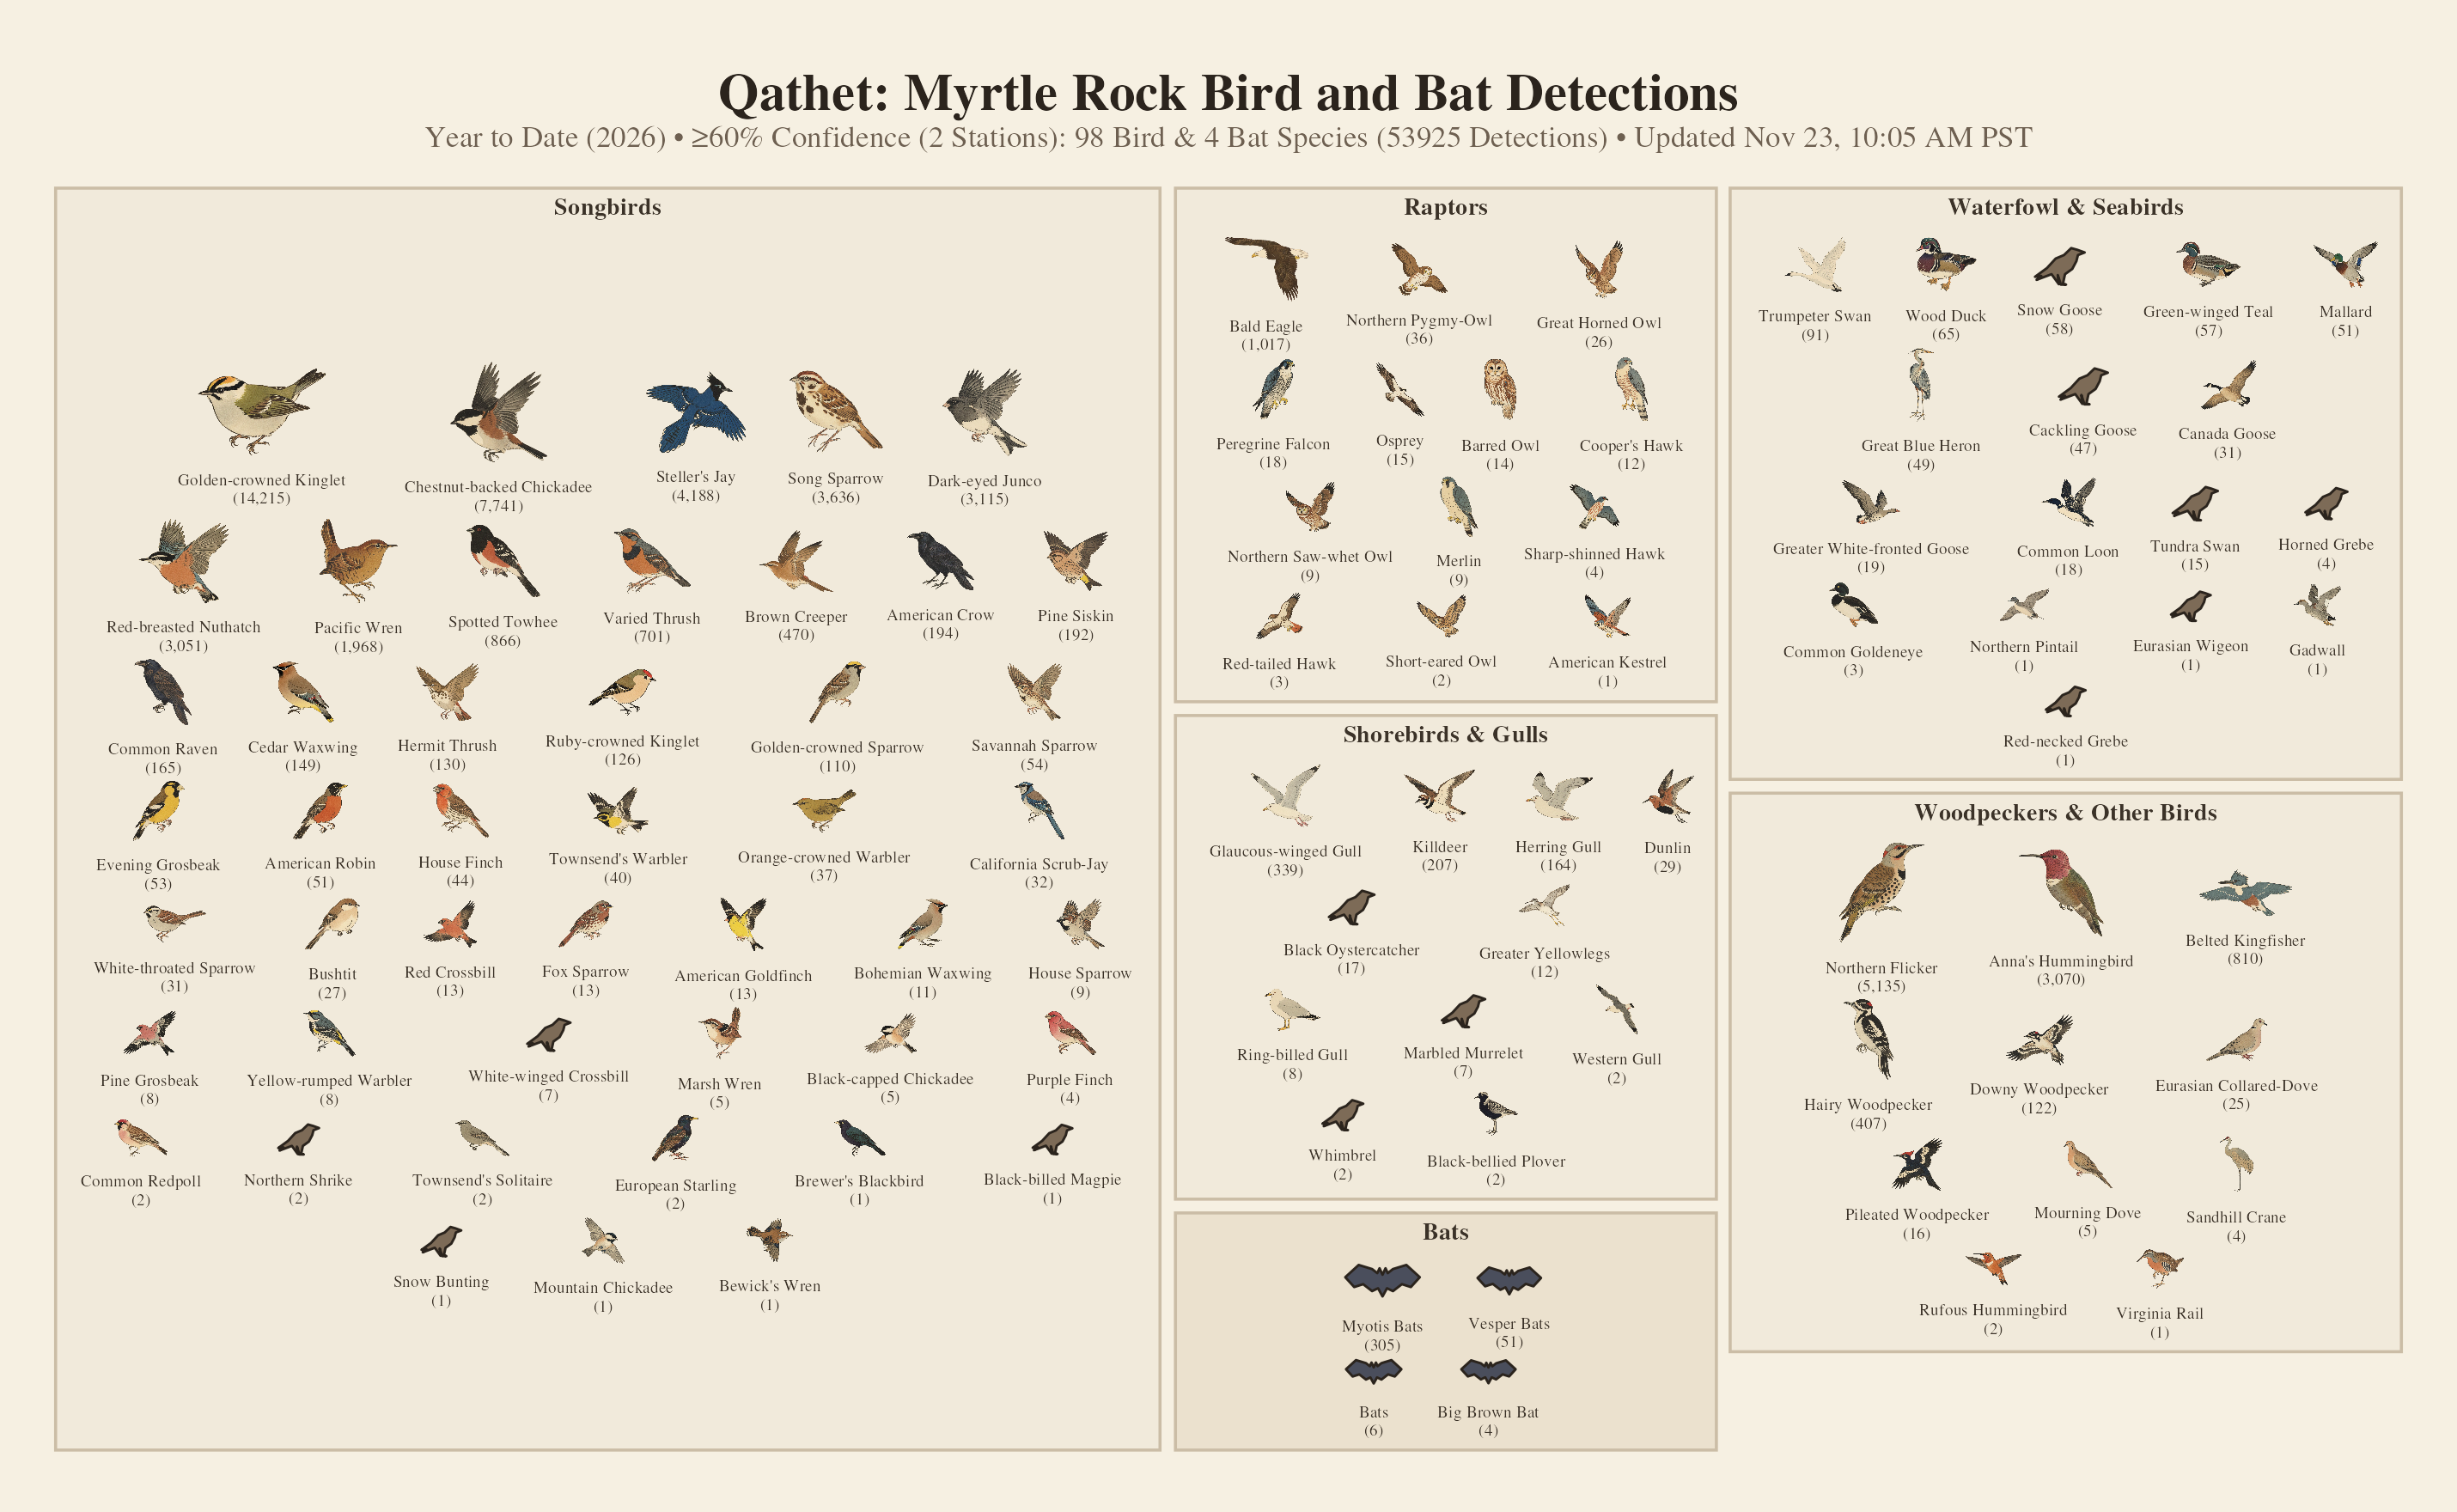 Qathet: Myrtle Rock Bird and Bat Detections
Year to Date (2026) • ≥60% Confidence (2 Stations): 98 Bird & 4 Bat Species (53925 Detections) • Updated Nov 23, 10:05 AM PST
Songbirds
Golden-crowned Kinglet
(14,215)
Chestnut-backed Chickadee
(7,741)
Steller's Jay
(4,188)
Song Sparrow
(3,636)
Dark-eyed Junco
(3,115)
Red-breasted Nuthatch
(3,051)
Pacific Wren
(1,968)
Spotted Towhee
(866)
Varied Thrush
(701)
Brown Creeper
(470)
American Crow
(194)
Pine Siskin
(192)
Common Raven
(165)
Cedar Waxwing
(149)
Hermit Thrush
(130)
Ruby-crowned Kinglet
(126)
Golden-crowned Sparrow
(110)
Savannah Sparrow
(54)
Evening Grosbeak
(53)
American Robin
(51)
House Finch
(44)
Townsend's Warbler
(40)
Orange-crowned Warbler
(37)
California Scrub-Jay
(32)
White-throated Sparrow
(31)
Bushtit
(27)
Red Crossbill
(13)
Fox Sparrow
(13)
American Goldfinch
(13)
Bohemian Waxwing
(11)
House Sparrow
(9)
Pine Grosbeak
(8)
Yellow-rumped Warbler
(8)
White-winged Crossbill
(7)
Marsh Wren
(5)
Black-capped Chickadee
(5)
Purple Finch
(4)
Common Redpoll
(2)
Northern Shrike
(2)
Townsend's Solitaire
(2)
European Starling
(2)
Brewer's Blackbird
(1)
Black-billed Magpie
(1)
Snow Bunting
(1)
Mountain Chickadee
(1)
Bewick's Wren
(1)
Raptors
Bald Eagle
(1,017)
Northern Pygmy-Owl
(36)
Great Horned Owl
(26)
Peregrine Falcon
(18)
Osprey
(15)
Barred Owl
(14)
Cooper's Hawk
(12)
Northern Saw-whet Owl
(9)
Merlin
(9)
Sharp-shinned Hawk
(4)
Red-tailed Hawk
(3)
Short-eared Owl
(2)
American Kestrel
(1)
Shorebirds & Gulls
Glaucous-winged Gull
(339)
Killdeer
(207)
Herring Gull
(164)
Dunlin
(29)
Black Oystercatcher
(17)
Greater Yellowlegs
(12)
Ring-billed Gull
(8)
Marbled Murrelet
(7)
Western Gull
(2)
Whimbrel
(2)
Black-bellied Plover
(2)
Bats
Myotis Bats
(305)
Vesper Bats
(51)
Bats
(6)
Big Brown Bat
(4)
Waterfowl & Seabirds
Trumpeter Swan
(91)
Wood Duck
(65)
Snow Goose
(58)
Green-winged Teal
(57)
Mallard
(51)
Great Blue Heron
(49)
Cackling Goose
(47)
Canada Goose
(31)
Greater White-fronted Goose
(19)
Common Loon
(18)
Tundra Swan
(15)
Horned Grebe
(4)
Common Goldeneye
(3)
Northern Pintail
(1)
Eurasian Wigeon
(1)
Gadwall
(1)
Red-necked Grebe
(1)
Woodpeckers & Other Birds
Northern Flicker
(5,135)
Anna's Hummingbird
(3,070)
Belted Kingfisher
(810)
Hairy Woodpecker
(407)
Downy Woodpecker
(122)
Eurasian Collared-Dove
(25)
Pileated Woodpecker
(16)
Mourning Dove
(5)
Sandhill Crane
(4)
Rufous Hummingbird
(2)
Virginia Rail
(1)